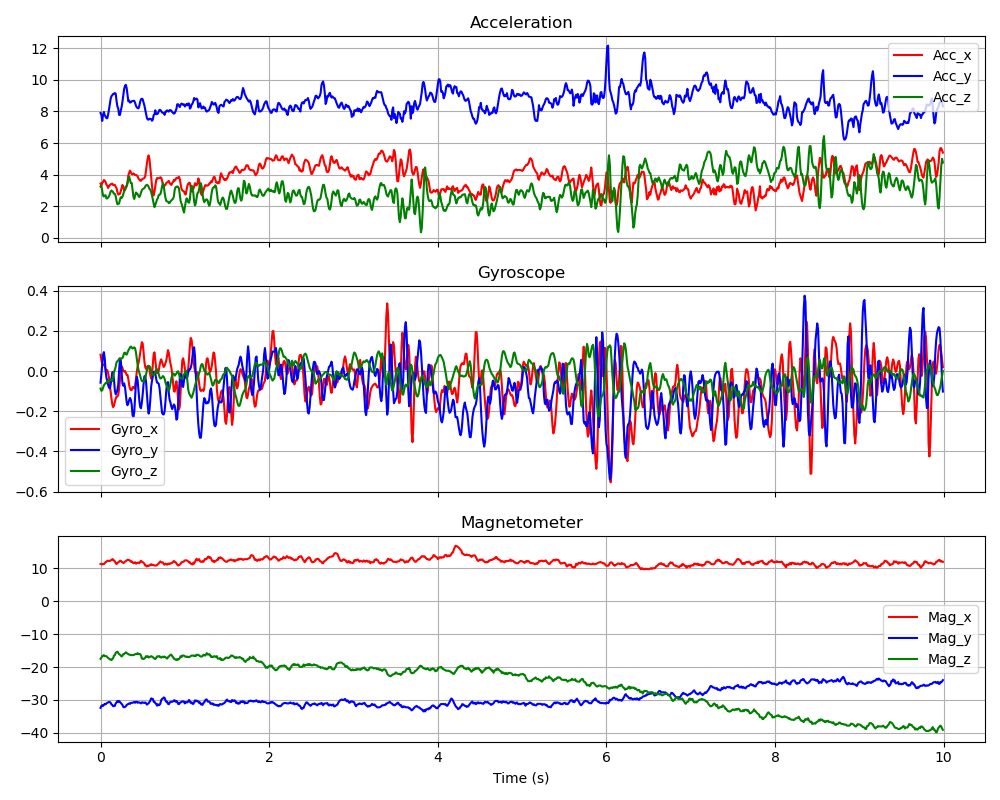 Acceleration
12
10
8
6
4
2
0
Acc_x
Acc_y
Acc_z
Gyroscope
0.4
0.2
0.0
−0.2
−0.4
−0.6
Gyro_x
Gyro_y
Gyro_z
Magnetometer
10
0
−10
−20
−30
−40
Mag_x
Mag_y
Mag_z
0 2 4 6 8 10
Time (s)